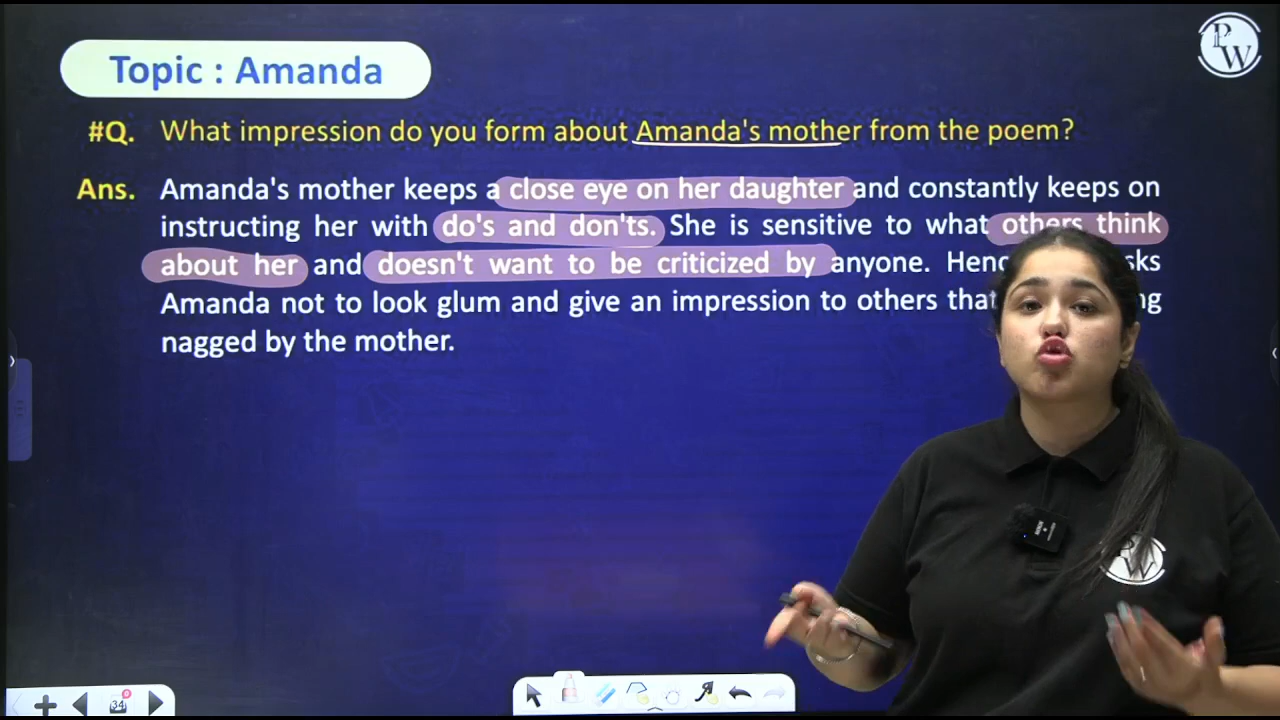 Topic : Amanda
PW
#Q. What impression do you form about Amanda's mother from the poem?
Ans. Amanda's mother keeps a close eye on her daughter and constantly keeps on
instructing her with do's and don'ts. She is sensitive to what others think
about her and doesn't want to be criticized by anyone.
Amanda not to look glum and give an impression to others
nagged by the mother.
PW
34